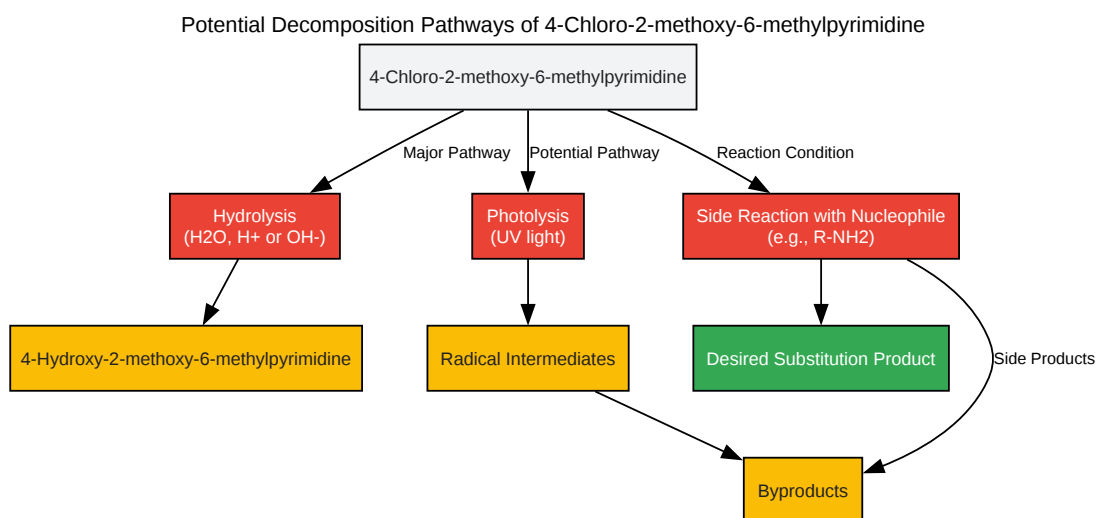 Potential Decomposition Pathways of 4-Chloro-2-methoxy-6-methylpyrimidine
4-Chloro-2-methoxy-6-methylpyrimidine
Major Pathway
Potential Pathway
Reaction Condition
Hydrolysis
(H2O, H+ or OH-)
Photolysis
(UV light)
Side Reaction with Nucleophile
(e.g., R-NH2)
4-Hydroxy-2-methoxy-6-methylpyrimidine
Radical Intermediates
Desired Substitution Product
Side Products
Byproducts